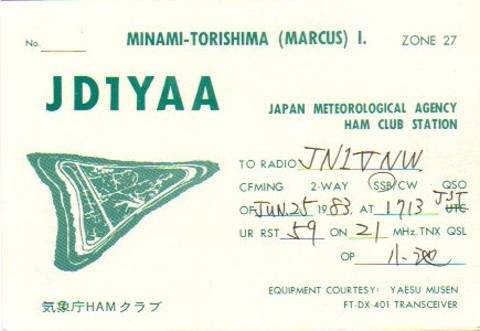 No. MINAMI-TORISHIMA (MARCUS) I. ZONE 27
JD1YAA
JAPAN METEOROLOGICAL AGENCY
HAM CLUB STATION
TO RADIO JN1VNW
CFMING 2-WAY SSB/CW QSO
OF JUN. 25 1983 AT 1713 JST UTC
UR RST 59 ON 21 MHz. TNX QSL
OP 小池
EQUIPMENT COURTESY: YAESU MUSEN
FT-DX-401 TRANSCEIVER
気象庁HAMクラブ